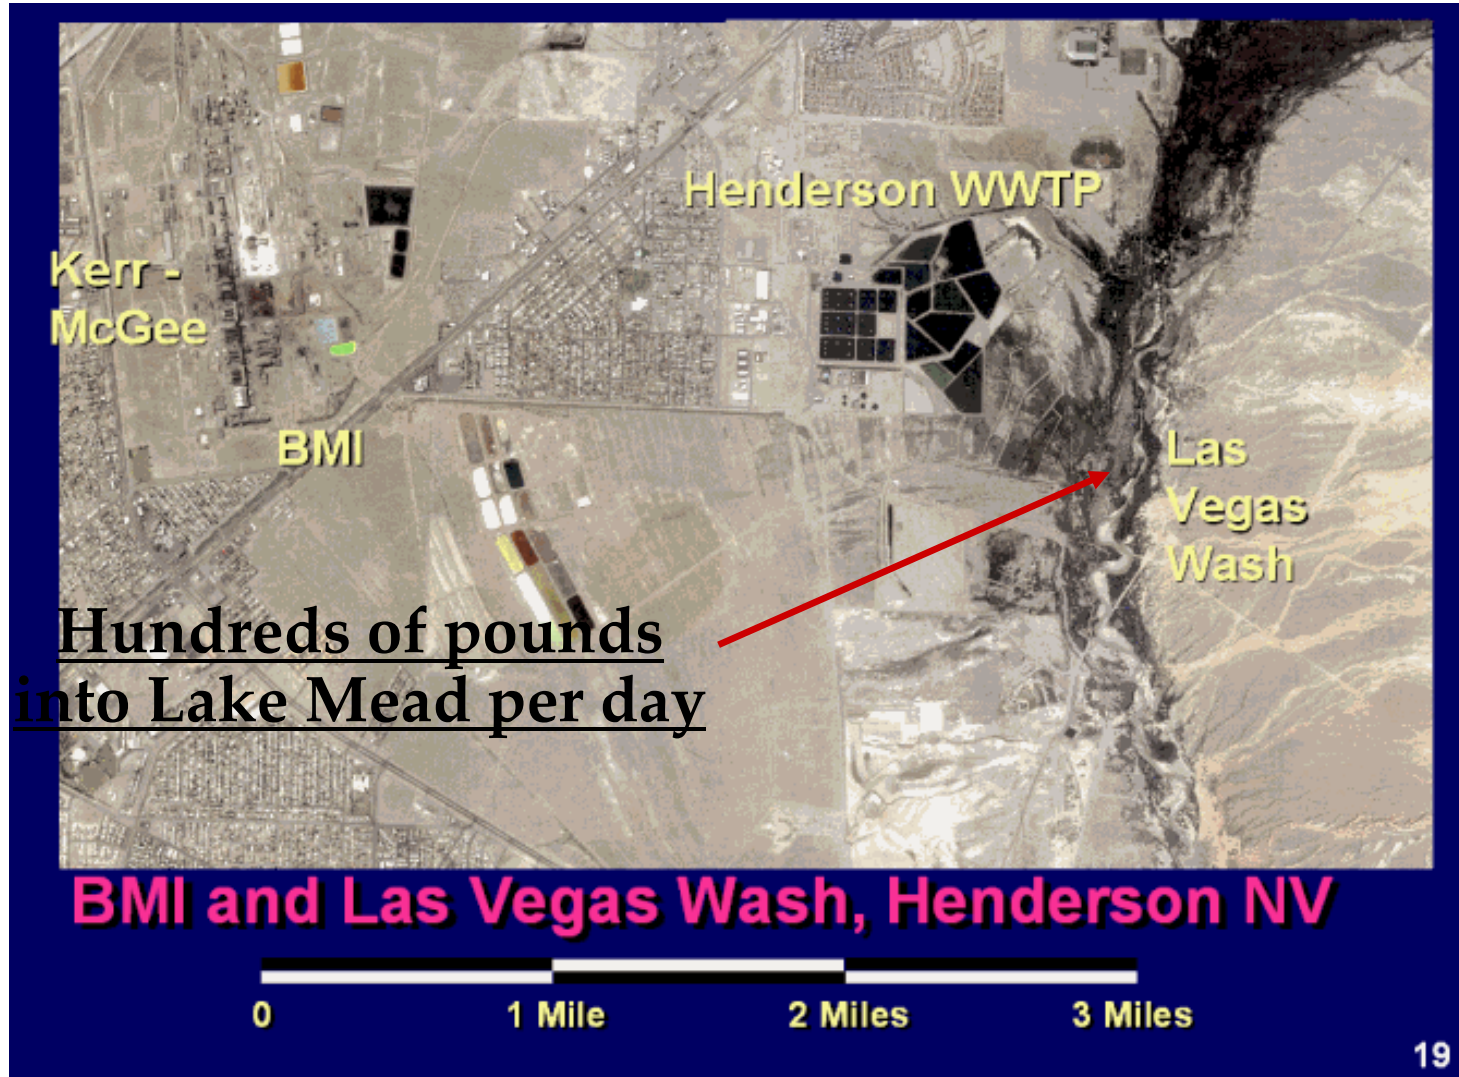 Henderson WWTP
Kerr -
McGee
BMI
Las
Vegas
Wash
Hundreds of pounds
into Lake Mead per day
BMI and Las Vegas Wash, Henderson NV
0
1 Mile
2 Miles
3 Miles
19